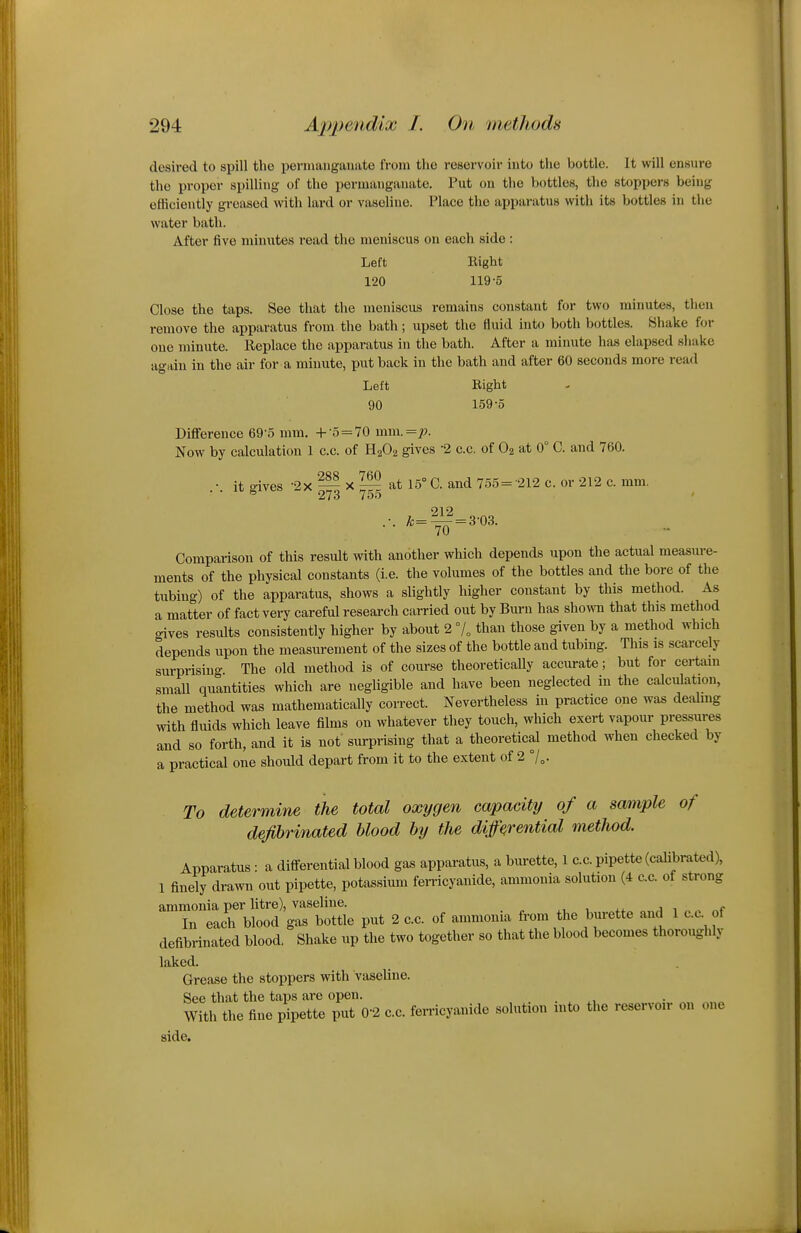 294 Appendix I. On methods
desired to spill the permanganate from the reservoir into the bottle. It will ensure
the proper spilling of the permanganate. Put on the bottles, the stoppers being
efficiently greased with lard or vaseline. Place the apparatus with its bottles in the
water bath.
After five minutes read the meniscus on each side :
Left Right
120 119·5
Close the taps. See that the meniscus remains constant for two minutes, then
remove the apparatus from the bath; upset the fluid into both bottles. Shake for
one minute. Replace the apparatus in the bath. After a minute has elapsed shake
again in the air for a minute, put back in the bath and after 60 seconds more read
Left Right
90 159·5
Difference 69·5 mm. +·5=70 mm.=p.
Now by calculation 1 c.c. of H₂O₂ gives ·2 c.c. of O₂ at 0° C. and 760.
∴ it gives ·2× 288/273 × 760/755 at 15° C. and 755=·212 c. or 212 c. mm.
∴ k= 212/70 =3·03.
Comparison of this result with another which depends upon the actual measure-
ments of the physical constants (i.e. the volumes of the bottles and the bore of the
tubing) of the apparatus, shows a slightly higher constant by this method. As
a matter of fact very careful research carried out by Burn has shown that this method
gives results consistently higher by about 2 °/₀ than those given by a method which
depends upon the measurement of the sizes of the bottle and tubing. This is scarcely
surprising. The old method is of course theoretically accurate; but for certain
small quantities which are negligible and have been neglected in the calculation,
the method was mathematically correct. Nevertheless in practice one was dealing
with fluids which leave films on whatever they touch, which exert vapour pressures
and so forth, and it is not surprising that a theoretical method when checked by
a practical one should depart from it to the extent of 2 °/₀.
To determine the total oxygen capacity of a sample of
defibrinated blood by the differential method.
Apparatus : a differential blood gas apparatus, a burette, 1 c.c. pipette (calibrated),
1 finely drawn out pipette, potassium ferricyanide, ammonia solution (4 c.c. of strong
ammonia per litre), vaseline.
In each blood gas bottle put 2 c.c. of ammonia from the burette and 1 c.c. of
defibrinated blood. Shake up the two together so that the blood becomes thoroughly
laked.
Grease the stoppers with vaseline.
See that the taps are open.
With the fine pipette put 0·2 c.c. ferricyanide solution into the reservoir on one
side.